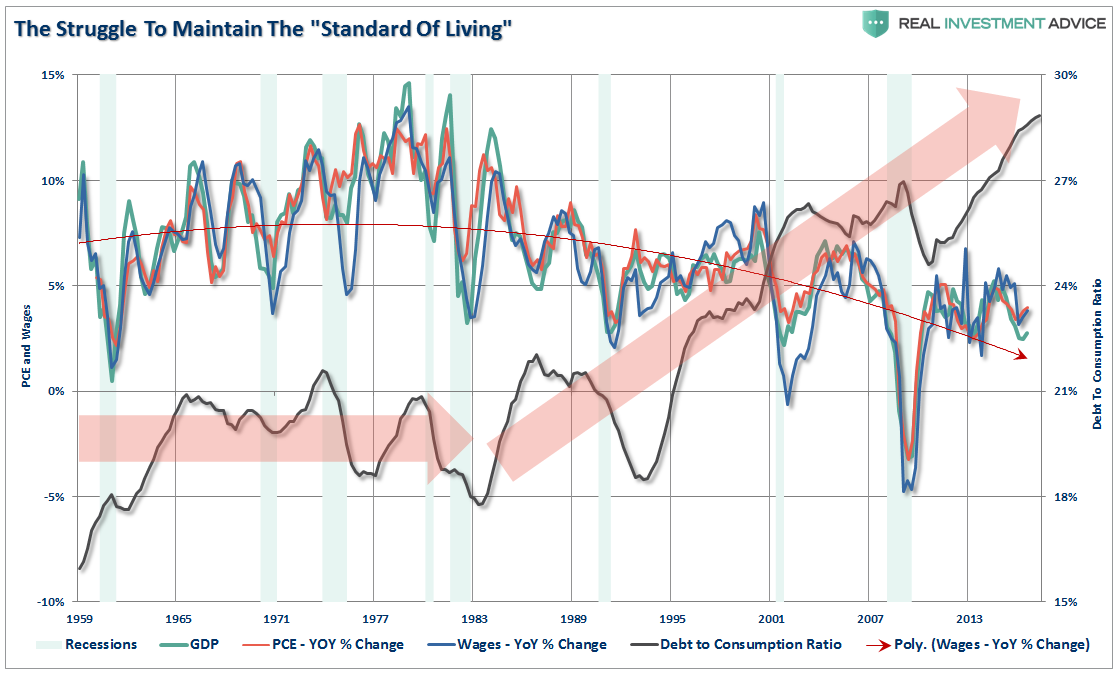 The Struggle To Maintain The "Standard Of Living"
REAL INVESTMENT ADVICE
15%
10%
5%
0%
-5%
-10%
PCE and Wages
30%
27%
24%
21%
18%
15%
Debt To Consumption Ratio
1959 1965 1971 1977 1983 1989 1995 2001 2007 2013
Recessions GDP PCE - YOY % Change Wages - YoY % Change Debt to Consumption Ratio Poly. (Wages - YoY % Change)